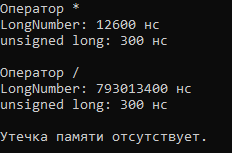 Оператор *
LongNumber: 12600 нс
unsigned long: 300 нс
Оператор /
LongNumber: 793013400 нс
unsigned long: 300 нс
Утечка памяти отсутствует.